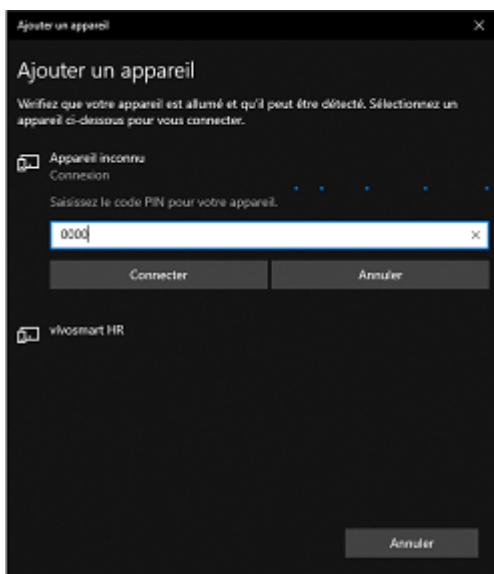 Ajouter un appareil
Ajouter un appareil
Vérifiez que votre appareil est allumé et qu'il peut être détecté. Sélectionnez un
appareil ci-dessous pour vous connecter.
Appareil inconnu
Connexion
Saisissez le code PIN pour votre appareil.
0000
Connecter
Annuler
vívosmart HR
Annuler